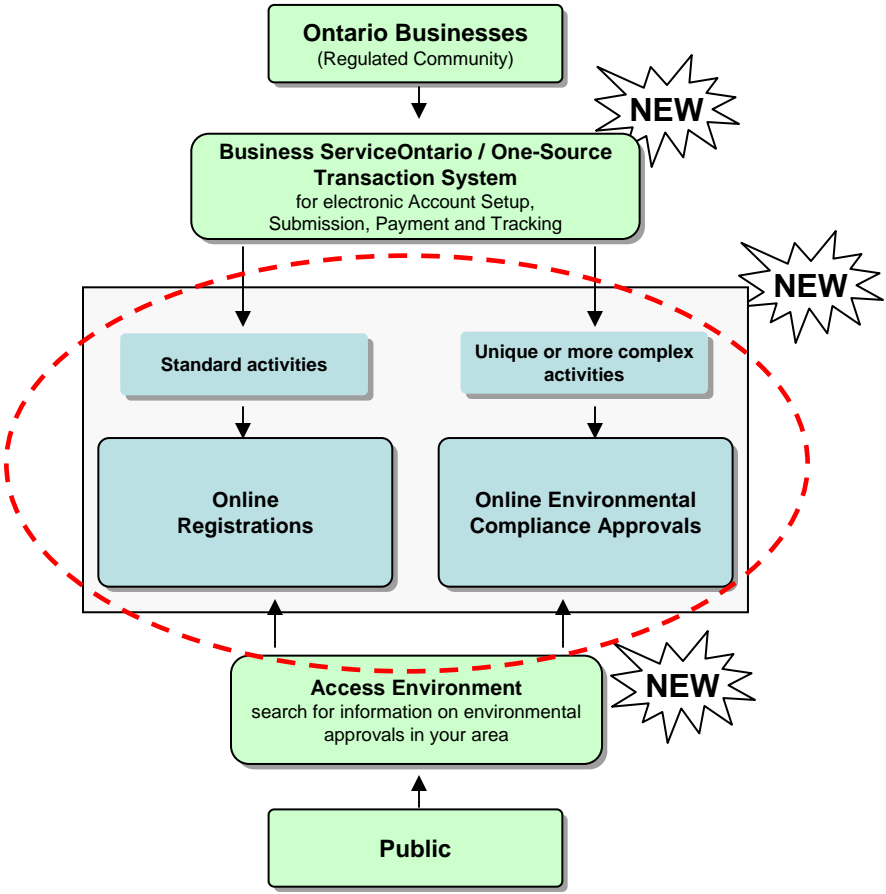 Ontario Businesses
(Regulated Community)
NEW
Business ServiceOntario / One-Source
Transaction System
for electronic Account Setup,
Submission, Payment and Tracking
NEW
Standard activities
Unique or more complex
activities
Online
Registrations
Online Environmental
Compliance Approvals
Access Environment
search for information on environmental
approvals in your area
NEW
Public